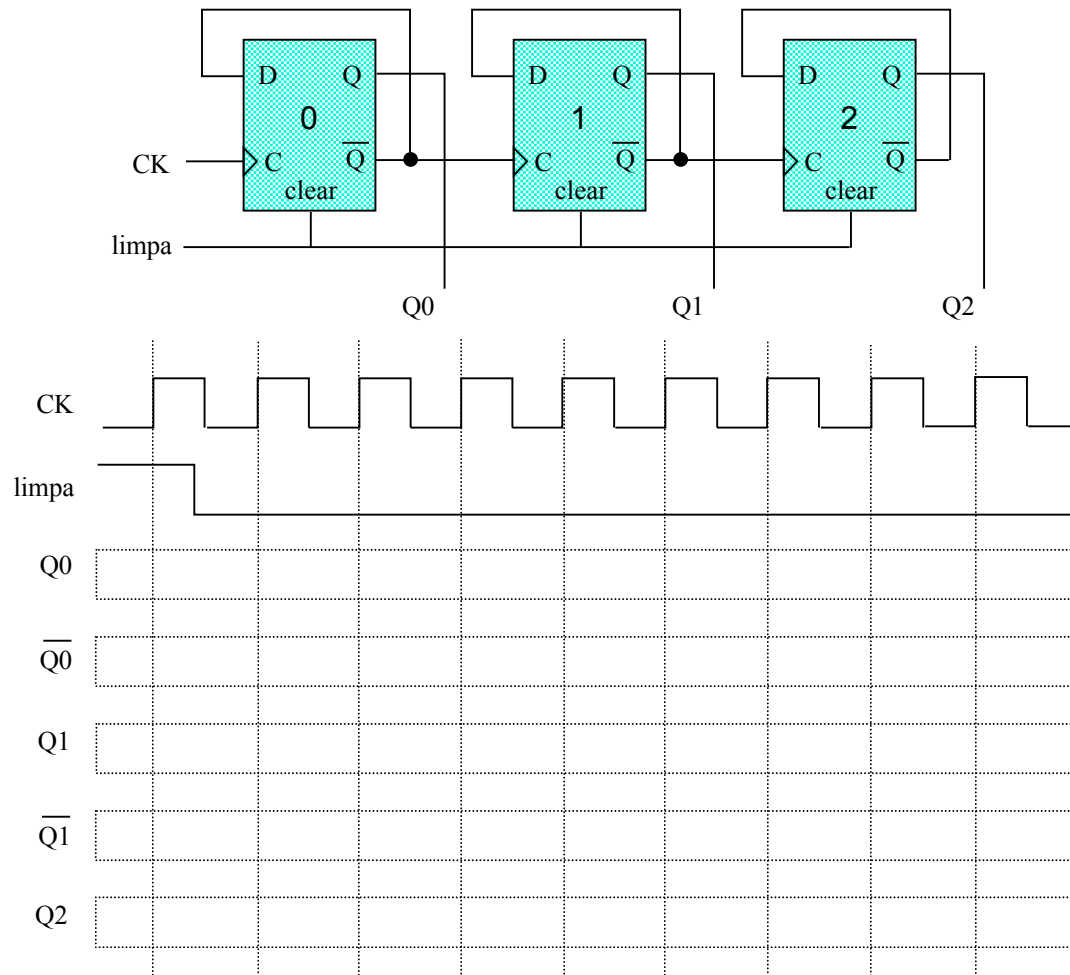 D Q D Q D Q
0 1 2
CK C Q̅ C Q̅ C Q̅
clear clear clear
limpa
Q0 Q1 Q2
CK
limpa
Q0
Q̅0̅
Q1
Q̅1̅
Q2